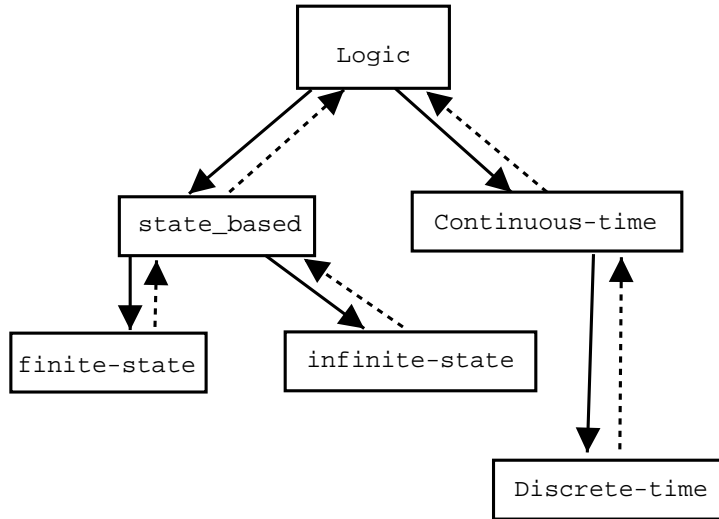 Logic
state_based
Continuous-time
finite-state
infinite-state
Discrete-time